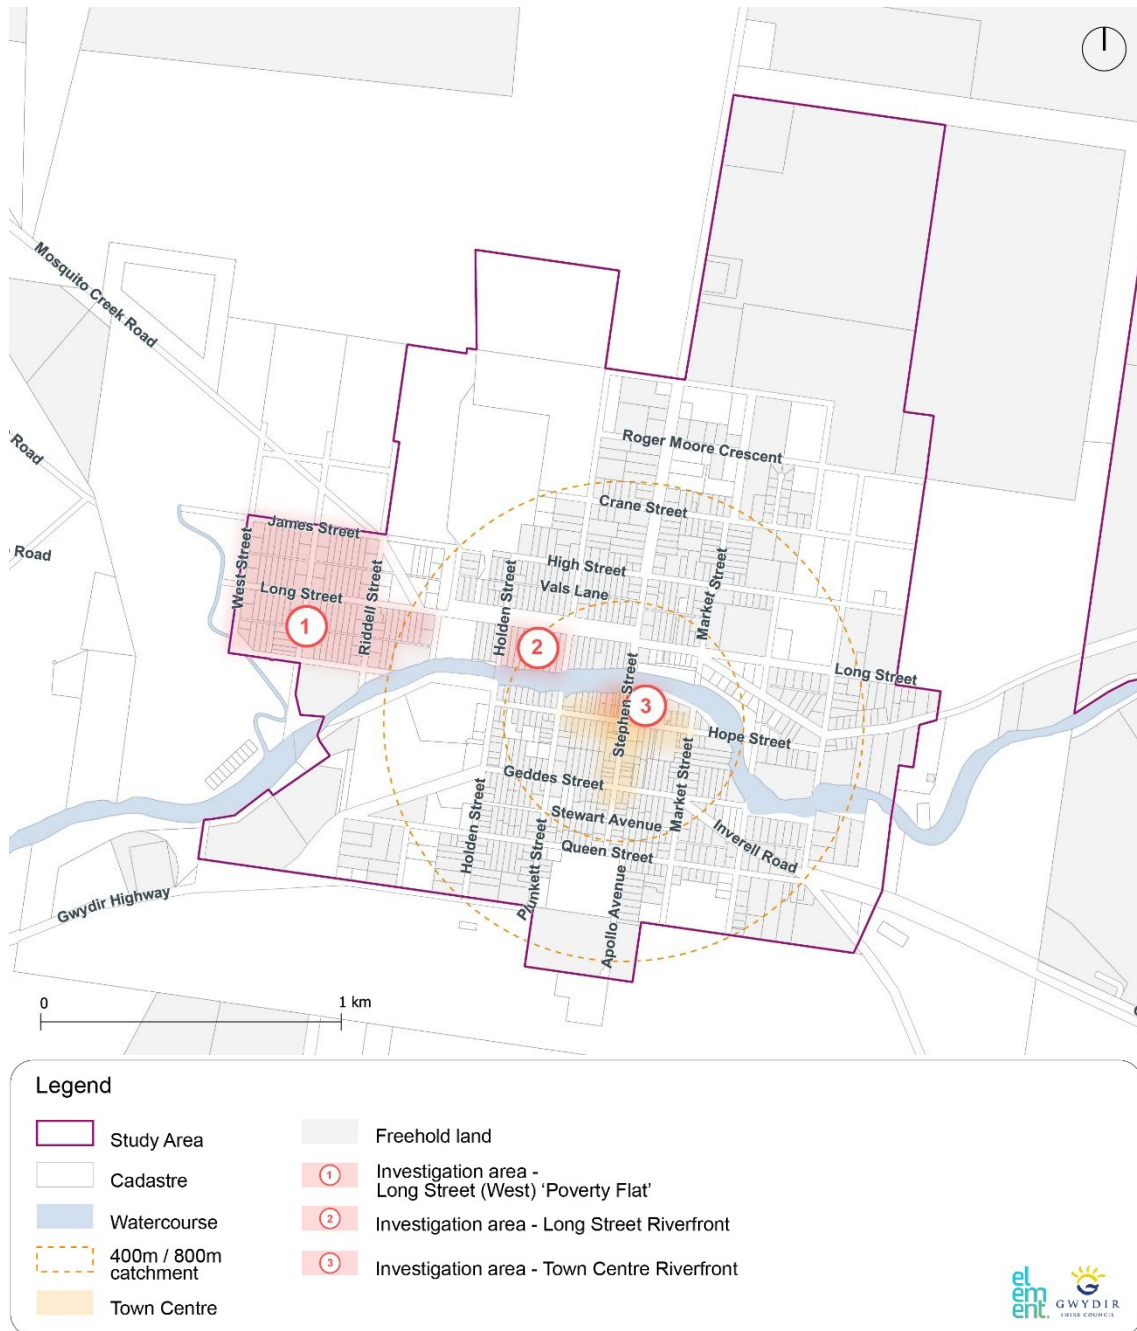 Mosquito Creek Road
Road
Road
Roger Moore Crescent
Crane Street
James Street
West Street
High Street
Vals Lane
Market Street
Long Street
Riddell Street
Holden Street
1
2
Long Street
Stephen Street
3
Hope Street
Geddes Street
Market Street
Stewart Avenue
Holden Street
Plunkett Street
Queen Street
Inverell Road
Apollo Avenue
Gwydir Highway
0 1 km
Legend
Study Area
Cadastre
Watercourse
400m / 800m
catchment
Town Centre
Freehold land
1
Investigation area -
Long Street (West) ‘Poverty Flat’
2
Investigation area - Long Street Riverfront
3
Investigation area - Town Centre Riverfront
el
em
ent.
GWYDIR
SHIRE COUNCIL